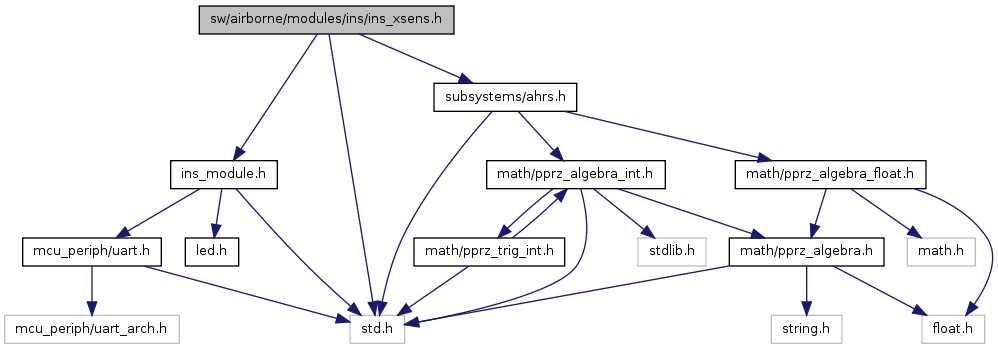 sw/airborne/modules/ins/ins_xsens.h
subsystems/ahrs.h
ins_module.h
math/pprz_algebra_int.h
math/pprz_algebra_float.h
mcu_periph/uart.h
led.h
math/pprz_trig_int.h
stdlib.h
math/pprz_algebra.h
math.h
mcu_periph/uart_arch.h
std.h
string.h
float.h